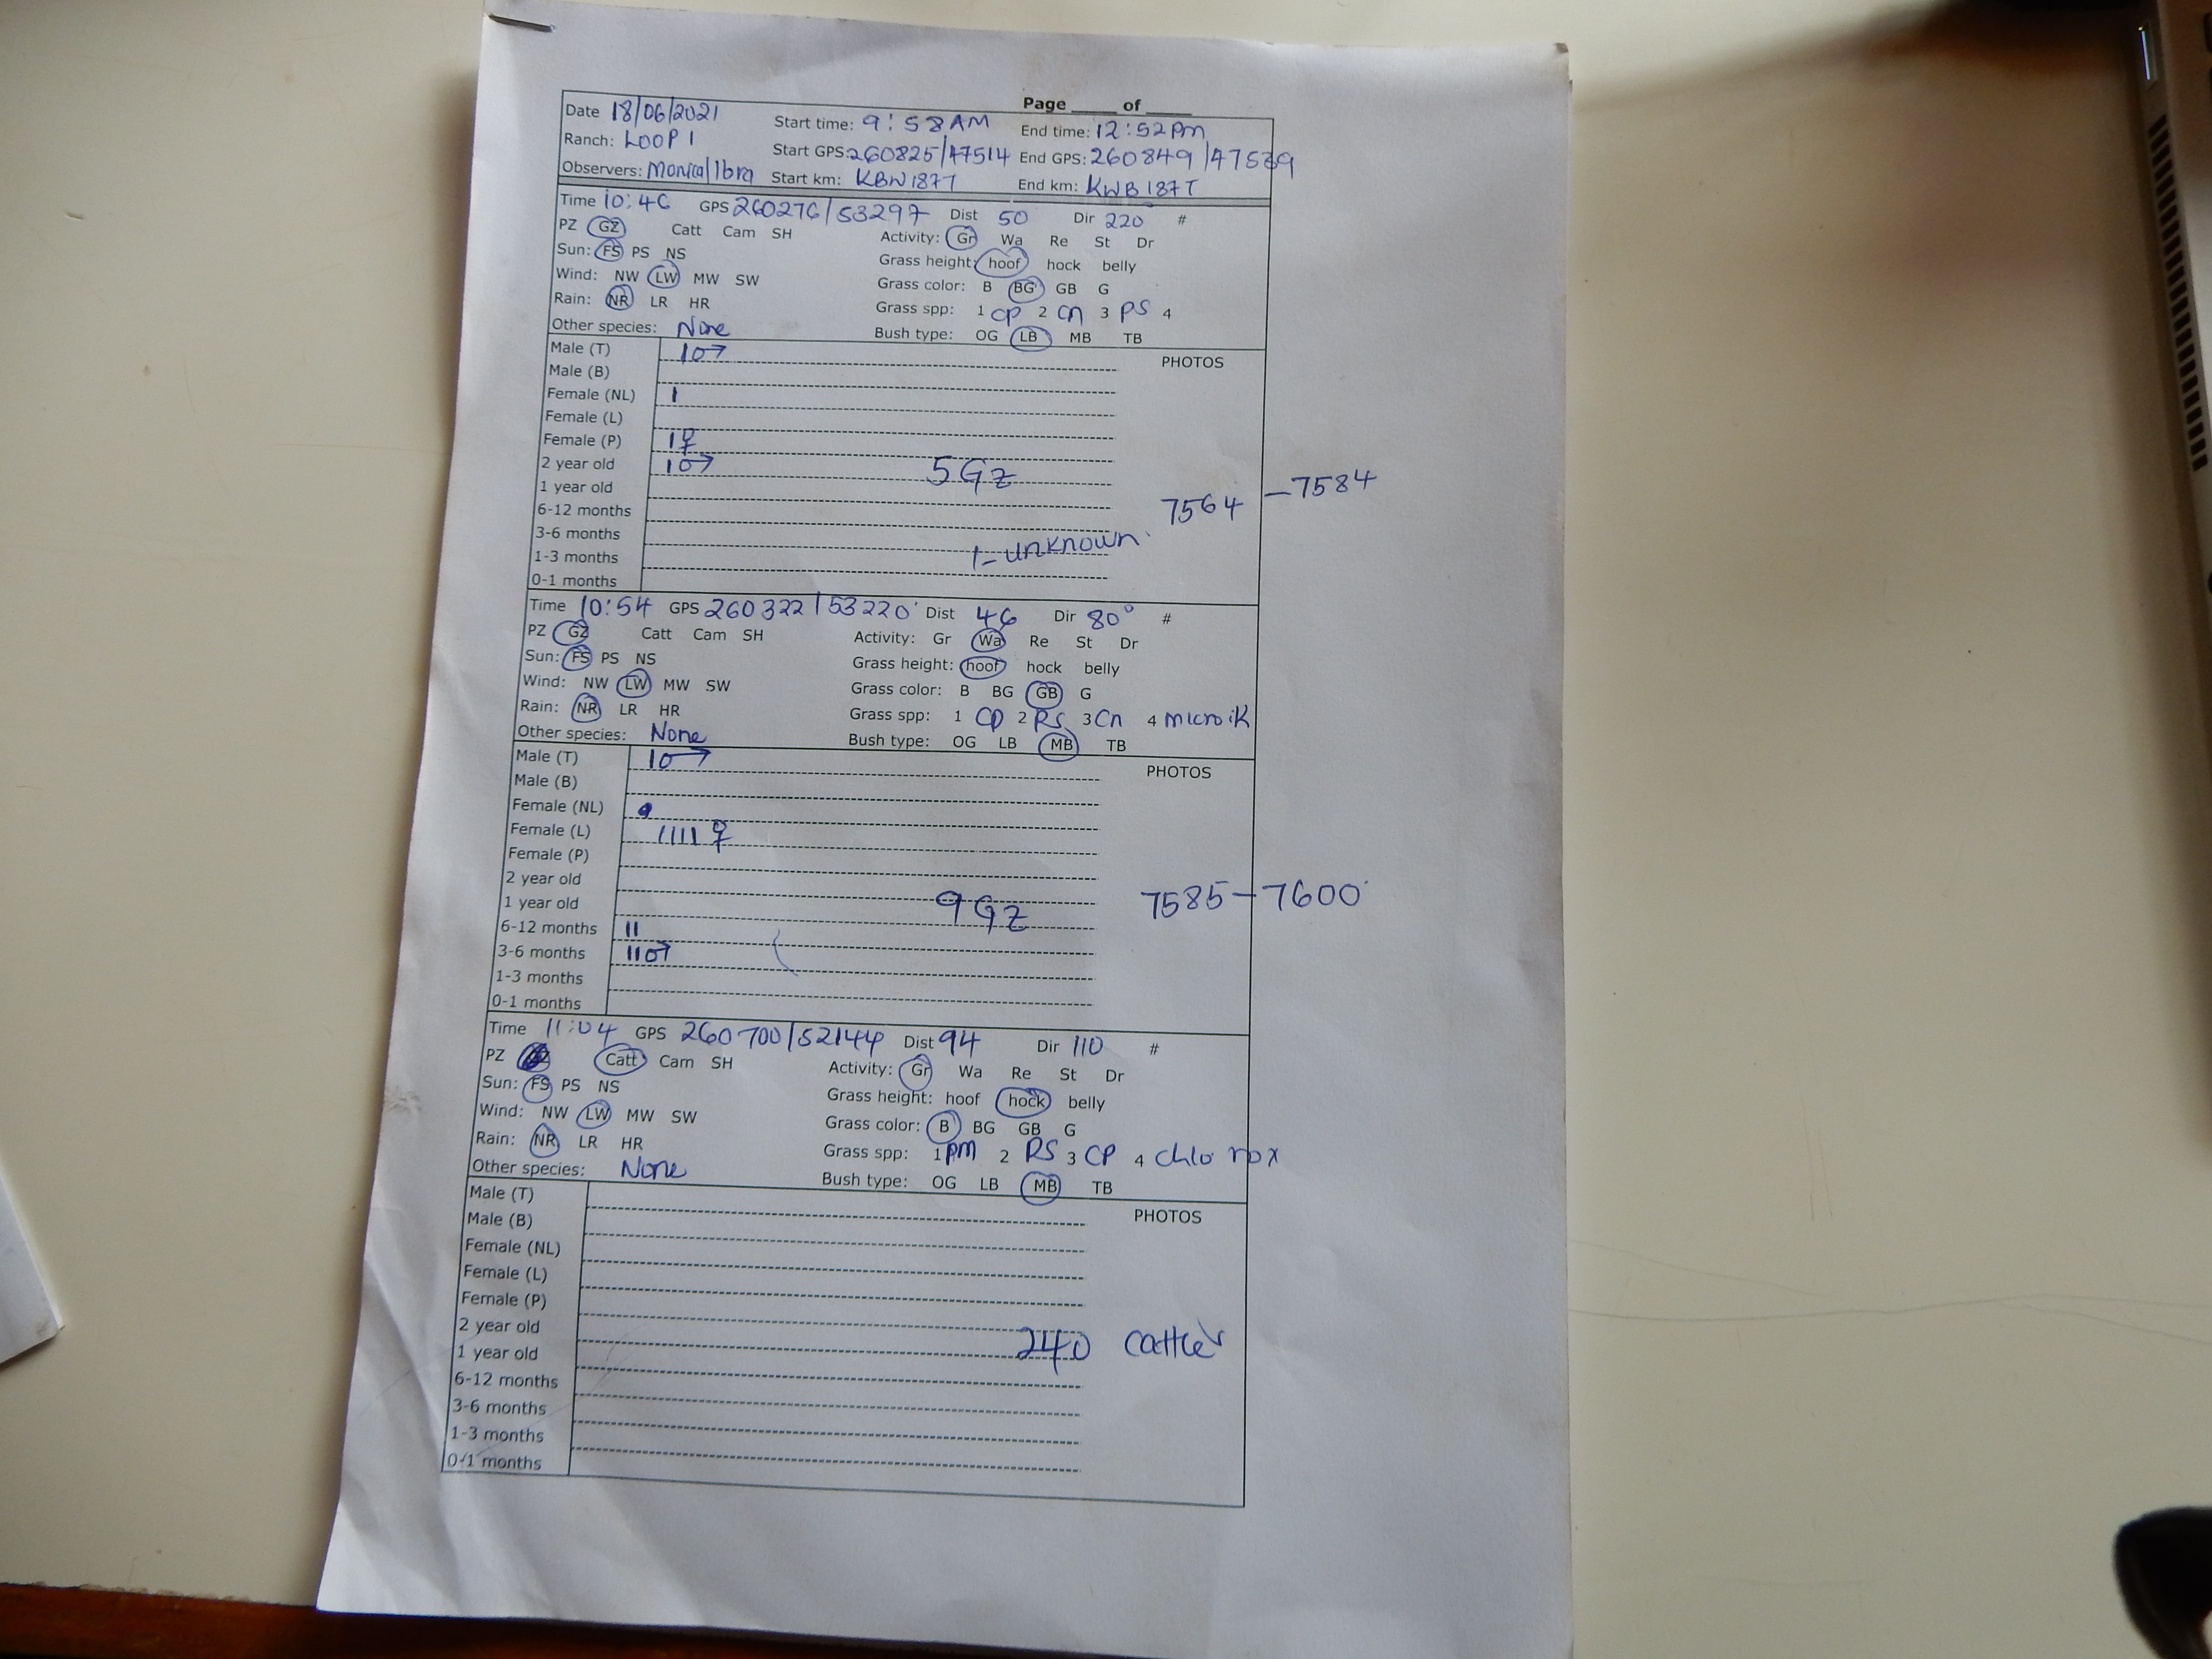 Page ____ of ____
Date 18/06/2021 Start time: 9:58AM End time: 12:52Pm
Ranch: LOOP 1 Start GPS: 260825/47514 End GPS: 260849/47539
Observers: Monica/Ibra Start km: KBW187T End km: KWB187T
Time 10:46 GPS 260276/53297 Dist 50 Dir 220° #
PZ GZ Catt Cam SH Activity: Gr Wa Re St Dr
Sun: FS PS NS Grass height: hoof hock belly
Wind: NW LW MW SW Grass color: B BG GB G
Rain: NR LR HR Grass spp: 1 CP 2 Cn 3 PS 4
Other species: None Bush type: OG LB MB TB
Male (T) 1♂ PHOTOS
Male (B)
Female (NL) 1
Female (L)
Female (P) 1♀
2 year old 1♂ 5 Gz
1 year old 7564 – 7584
6-12 months
3-6 months 1- unknown
1-3 months
0-1 months
Time 10:54 GPS 260322/53220 Dist 46 Dir 80° #
PZ GZ Catt Cam SH Activity: Gr Wa Re St Dr
Sun: FS PS NS Grass height: hoof hock belly
Wind: NW LW MW SW Grass color: B BG GB G
Rain: NR LR HR Grass spp: 1 CP 2 RS 3 Cn 4 microik
Other species: None Bush type: OG LB MB TB
Male (T) 1♂ PHOTOS
Male (B)
Female (NL)
Female (L) 1111 ♀
Female (P)
2 year old
1 year old 9 Gz 7585 – 7600
6-12 months 11
3-6 months 11♂
1-3 months
0-1 months
Time 11:04 GPS 260700/52144 Dist 94 Dir 110 #
PZ Catt Cam SH Activity: Gr Wa Re St Dr
Sun: FS PS NS Grass height: hoof hock belly
Wind: NW LW MW SW Grass color: B BG GB G
Rain: NR LR HR Grass spp: 1 PM 2 RS 3 CP 4 chlo rox
Other species: None Bush type: OG LB MB TB
Male (T) PHOTOS
Male (B)
Female (NL)
Female (L)
Female (P)
2 year old 240 cattles
1 year old
6-12 months
3-6 months
1-3 months
0-1 months